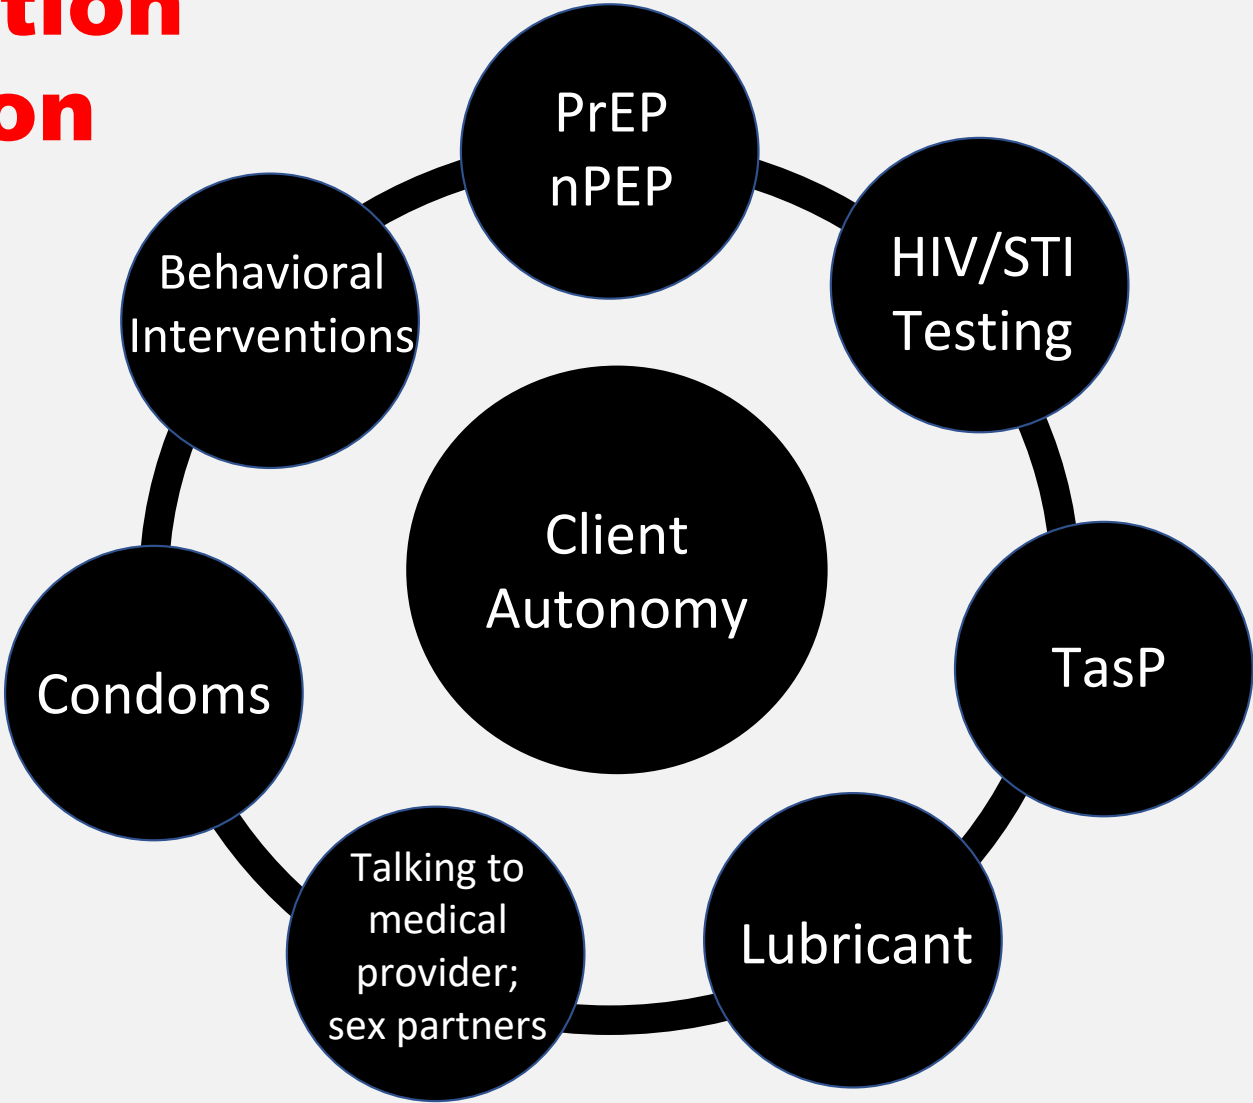 tion
on
PrEP
nPEP
HIV/STI
Testing
Behavioral
Interventions
Client
Autonomy
TasP
Condoms
Lubricant
Talking to
medical
provider;
sex partners